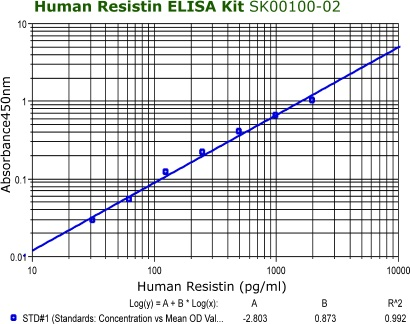 Human Resistin ELISA Kit SK00100-02
10
1
0.1
0.01
Absorbance450nm
10 100 1000 10000
Human Resistin (pg/ml)
Log(y) = A + B * Log(x): A B R^2
STD#1 (Standards: Concentration vs Mean OD Val... -2.803 0.873 0.992